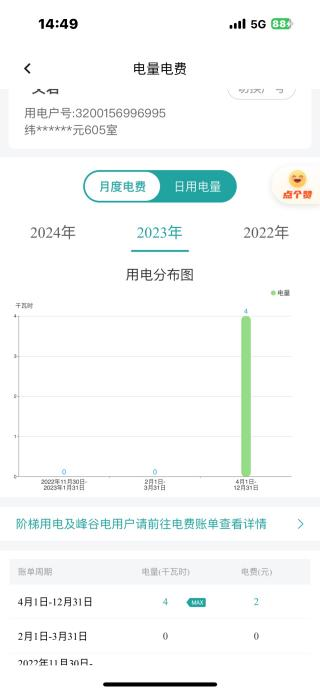 14:49 5G 88
电量电费
用电户号:3200156996995
纬******元605室
月度电费 日用电量
点个赞
2024年 2023年 2022年
用电分布图
电量
千瓦时
4
3
2
1
0
0 0 4
2022年11月30日-
2023年1月31日
2月1日-
3月31日
4月1日-
12月31日
阶梯用电及峰谷电用户请前往电费账单查看详情
账单周期 电量(千瓦时) 电费(元)
4月1日-12月31日 4 MAX 2
2月1日-3月31日 0 0
2022年11月30日-